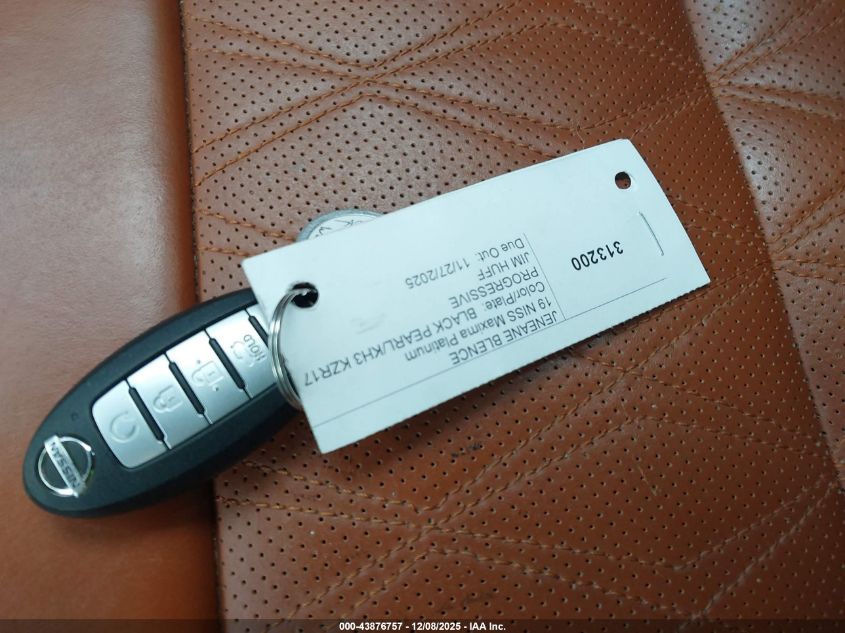 313200
JENEANE BLENCE
19 NISS Maxima Platinum
Color/Plate: BLACK PEARL/KH3 KZR17
PROGRESSIVE
JIM HUFF
Due Out: 11/27/2025
HOLD
NISSAN
000-43876757 - 12/08/2025 - IAA Inc.